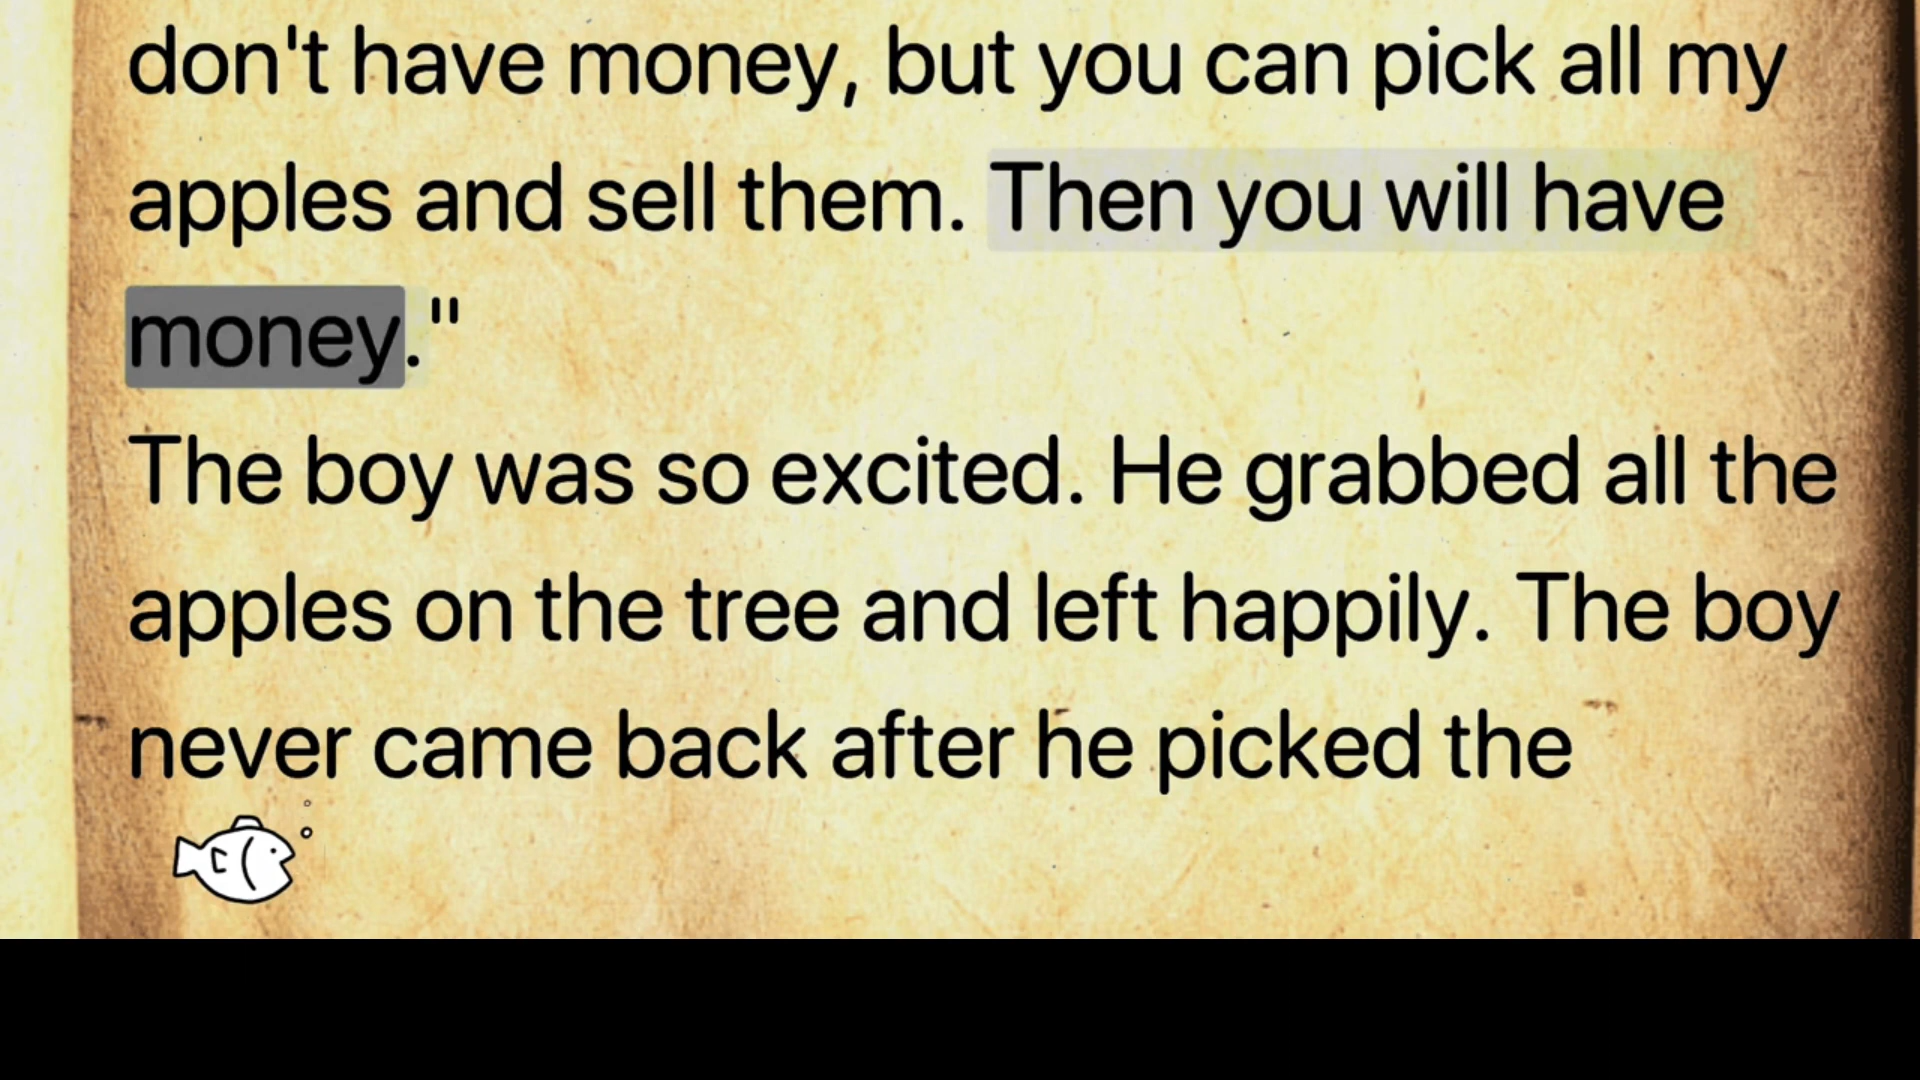 don't have money, but you can pick all my
apples and sell them. Then you will have
money."
The boy was so excited. He grabbed all the
apples on the tree and left happily. The boy
never came back after he picked the